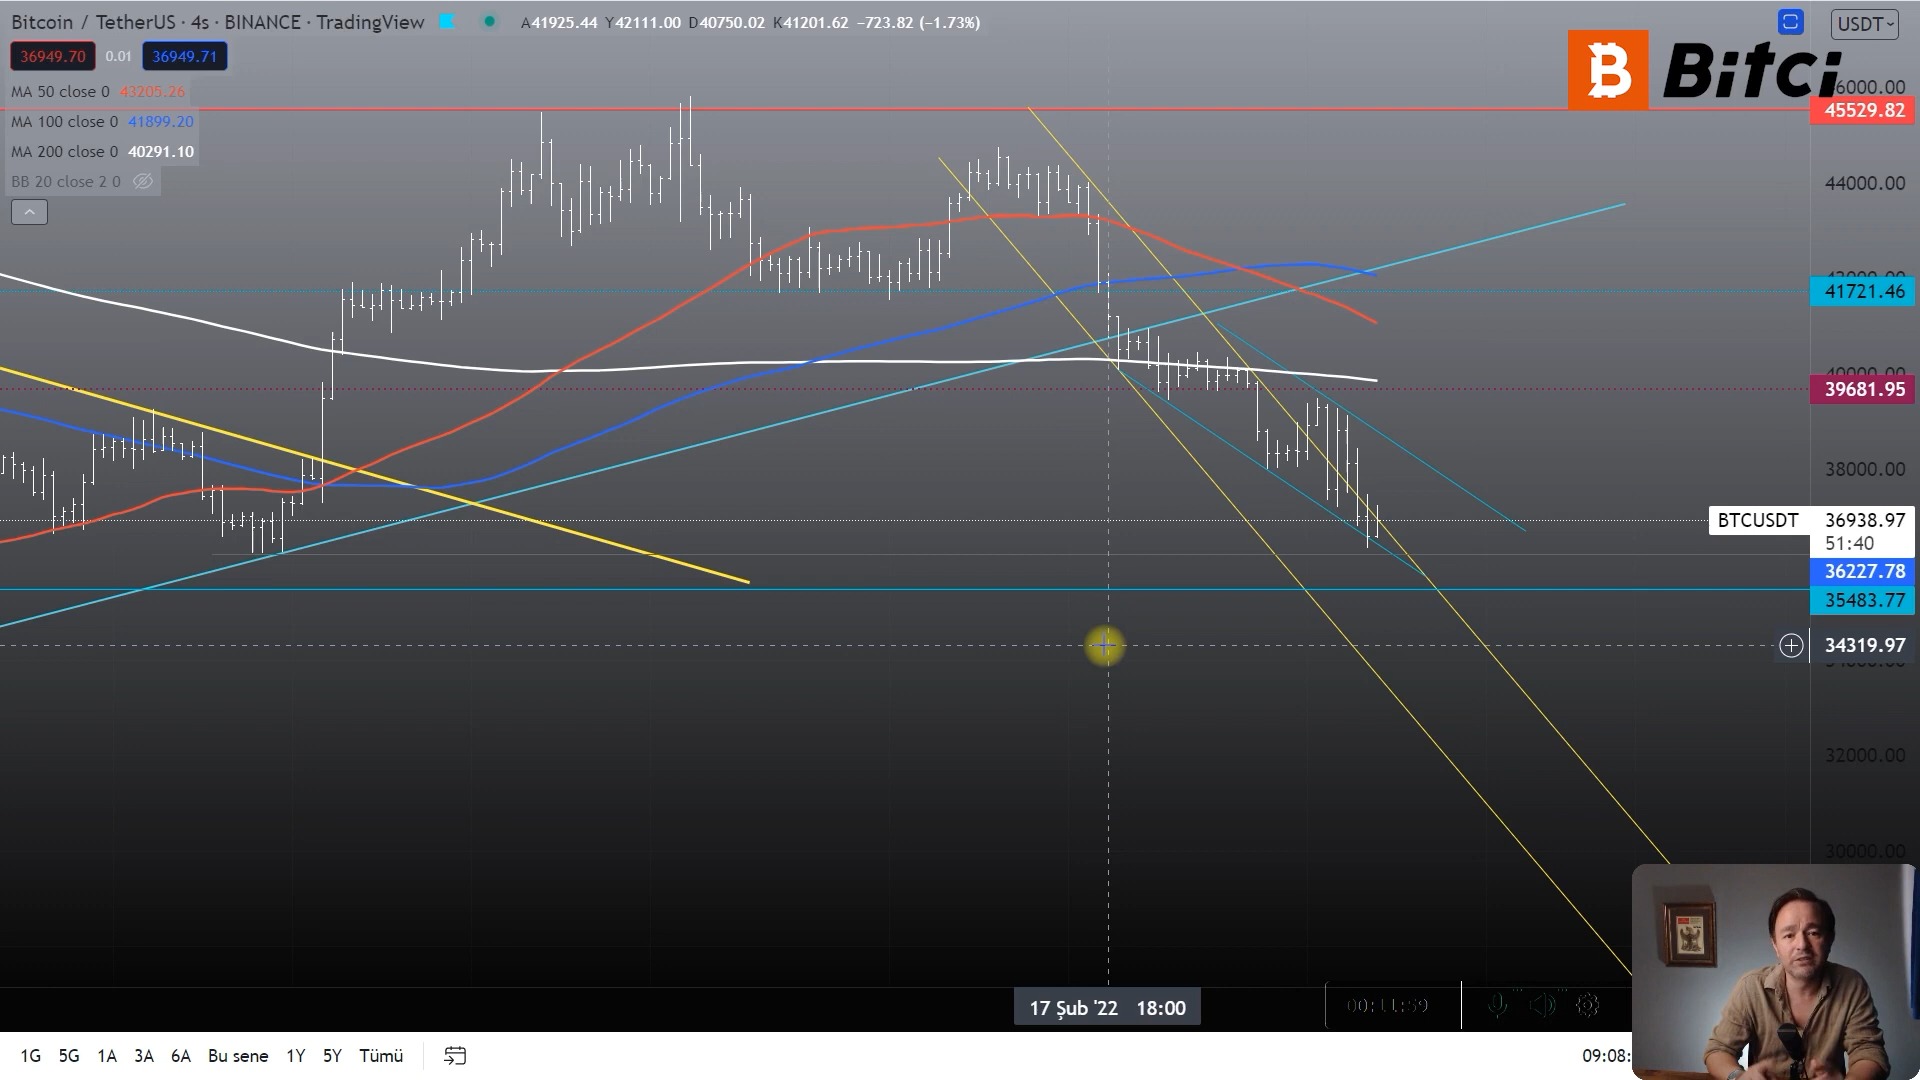 Bitcoin / TetherUS · 4s · BINANCE · TradingView A41925.44 Y42111.00 D40750.02 K41201.62 −723.82 (−1.73%)
USDT
36949.70 0.01 36949.71
Bitci
MA 50 close 0 43205.26
MA 100 close 0 41899.20
MA 200 close 0 40291.10
BB 20 close 2 0
45529.82
44000.00
41721.46
39681.95
38000.00
BTCUSDT 36938.97
51:40
36227.78
35483.77
34319.97
32000.00
30000.00
17 Şub '22 18:00
00:11:59
1G 5G 1A 3A 6A Bu sene 1Y 5Y Tümü
09:08: